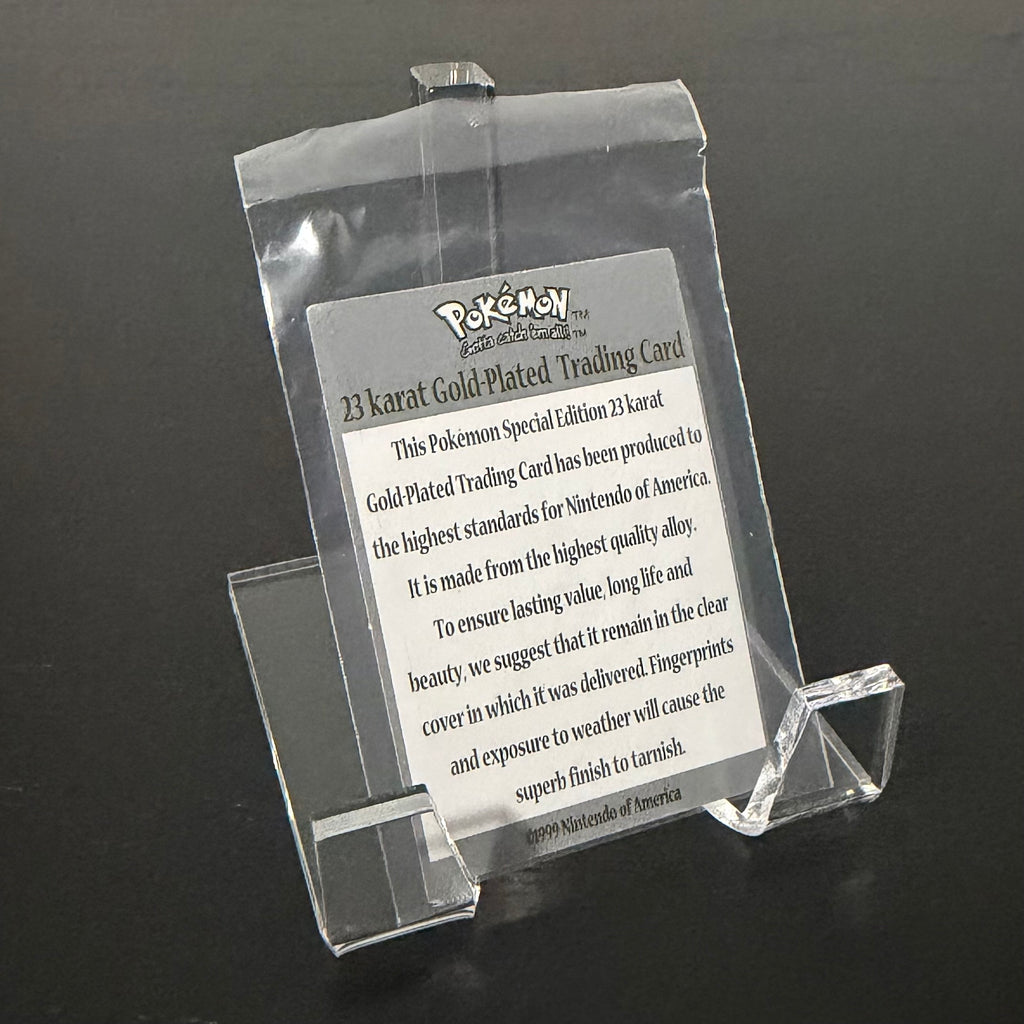 POKéMON TM
Gotta catch 'em all! TM
23 karat Gold-Plated Trading Card
This Pokémon Special Edition 23 karat
Gold-Plated Trading Card has been produced to
the highest standards for Nintendo of America.
It is made from the highest quality alloy.
To ensure lasting value, long life and
beauty, we suggest that it remain in the clear
cover in which it was delivered. Fingerprints
and exposure to weather will cause the
superb finish to tarnish.
©1999 Nintendo of America